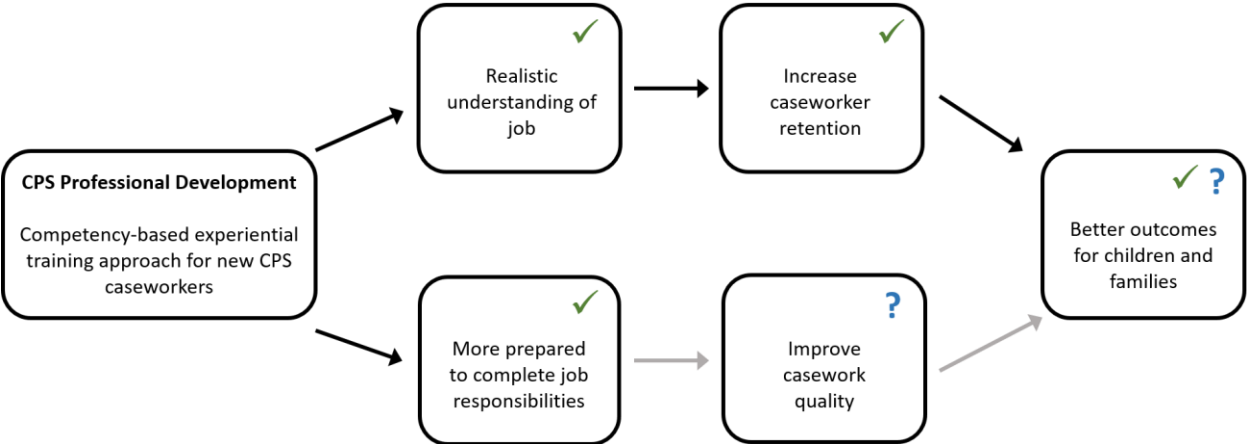 Realistic
understanding of
job
Increase
caseworker
retention
CPS Professional Development
Competency-based experiential
training approach for new CPS
caseworkers
?
Better outcomes
for children and
families
More prepared
to complete job
responsibilities
?
Improve
casework
quality